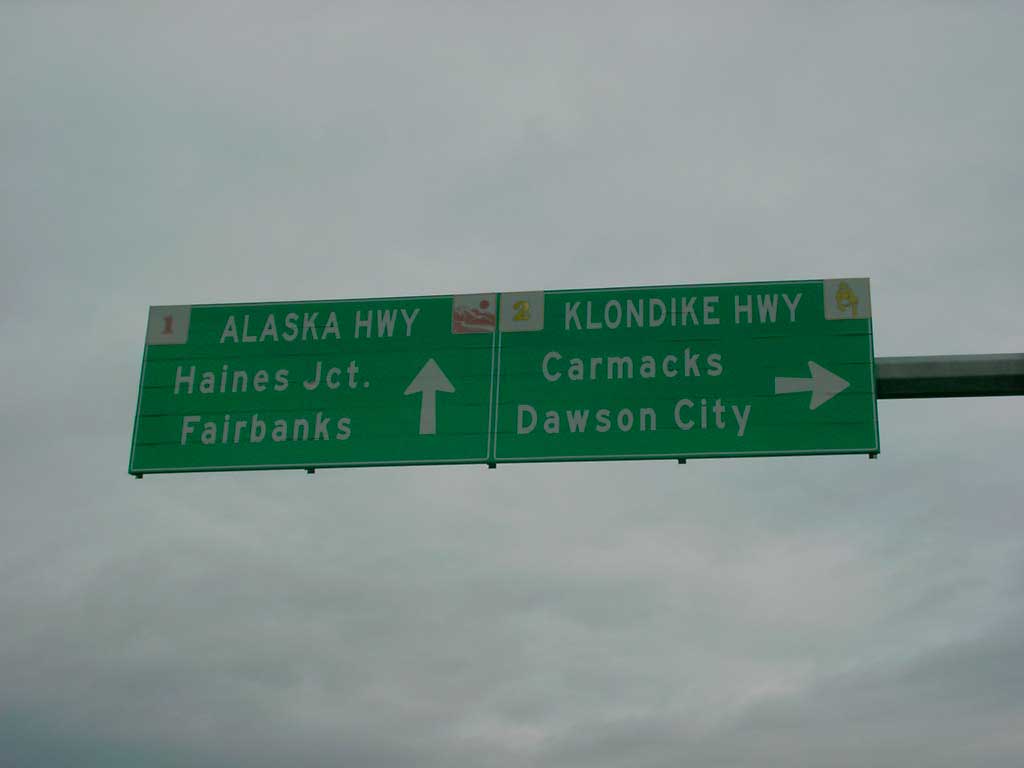 1 ALASKA HWY
Haines Jct.
Fairbanks
2 KLONDIKE HWY
Carmacks
Dawson City